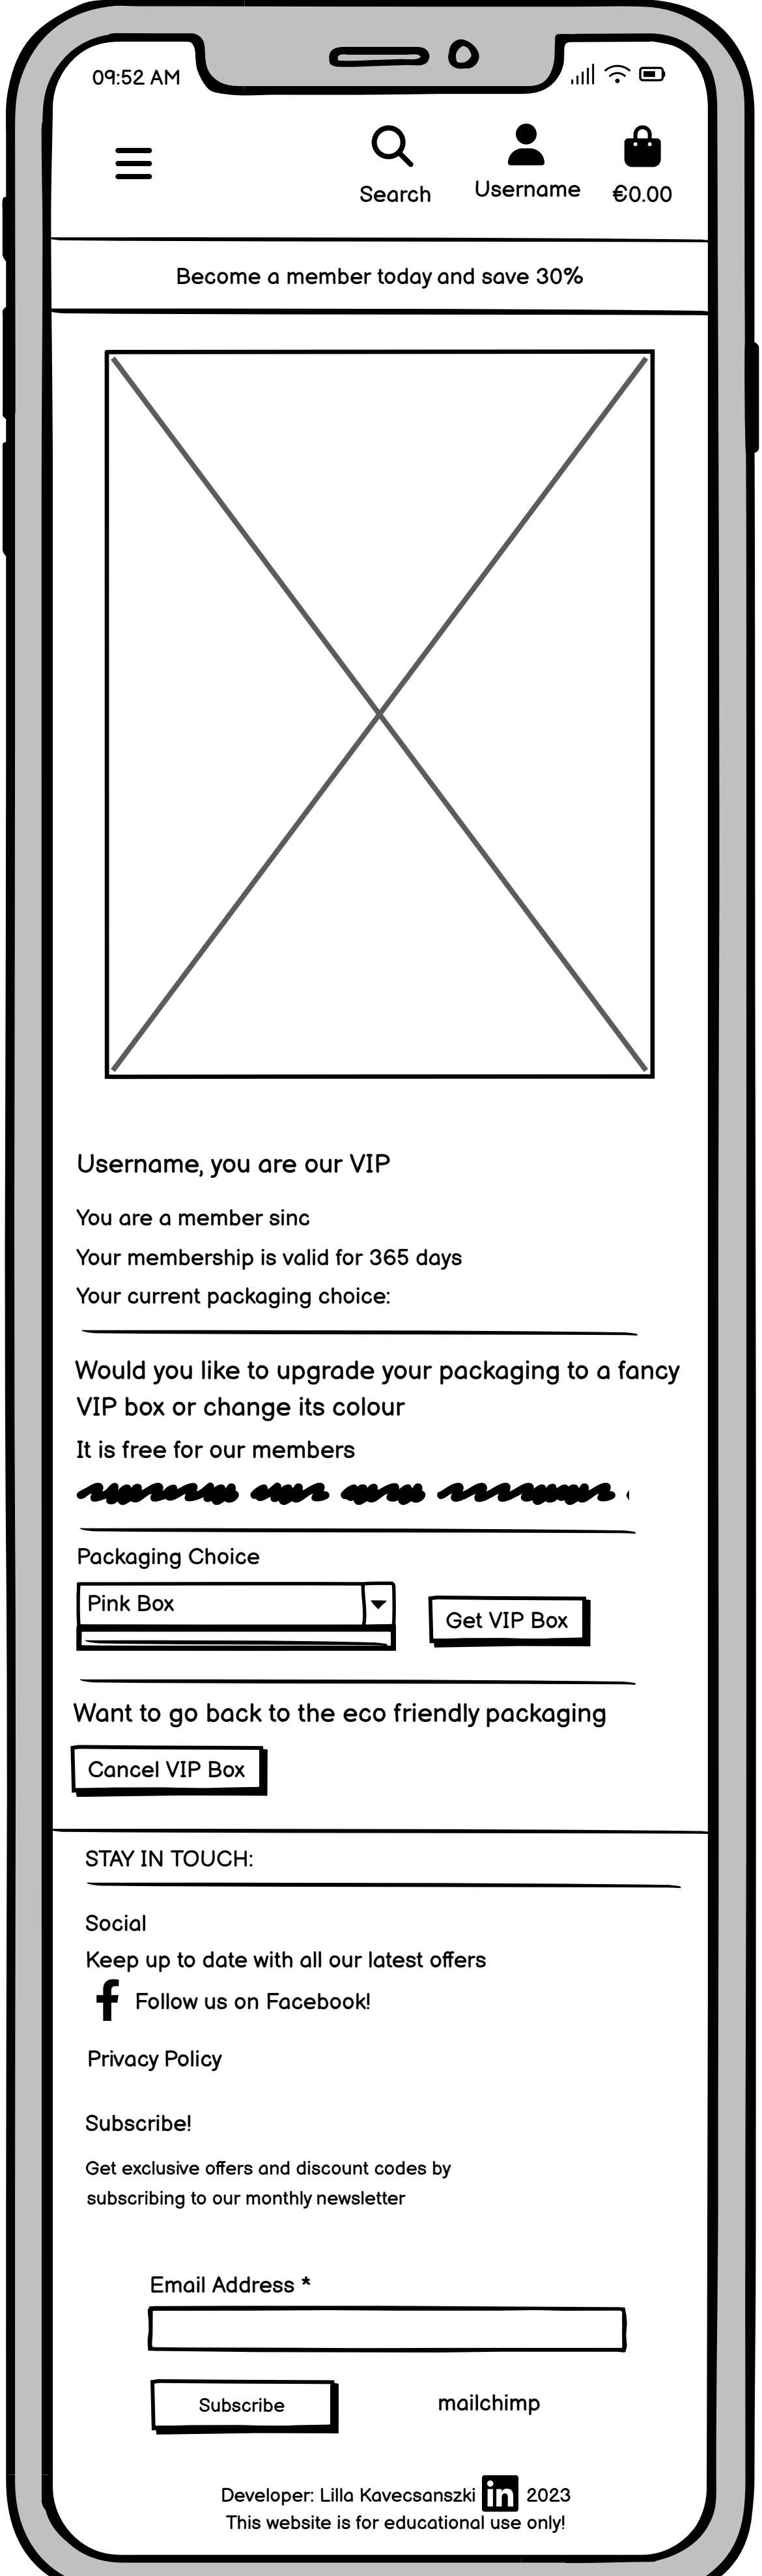 09:52 AM
Search Username €0.00
Become a member today and save 30%
Username, you are our VIP
You are a member sinc
Your membership is valid for 365 days
Your current packaging choice:
Would you like to upgrade your packaging to a fancy
VIP box or change its colour
It is free for our members
Packaging Choice
Pink Box
Get VIP Box
Want to go back to the eco friendly packaging
Cancel VIP Box
STAY IN TOUCH:
Social
Keep up to date with all our latest offers
Follow us on Facebook!
Privacy Policy
Subscribe!
Get exclusive offers and discount codes by
subscribing to our monthly newsletter
Email Address *
Subscribe mailchimp
Developer: Lilla Kavecsanszki in 2023
This website is for educational use only!